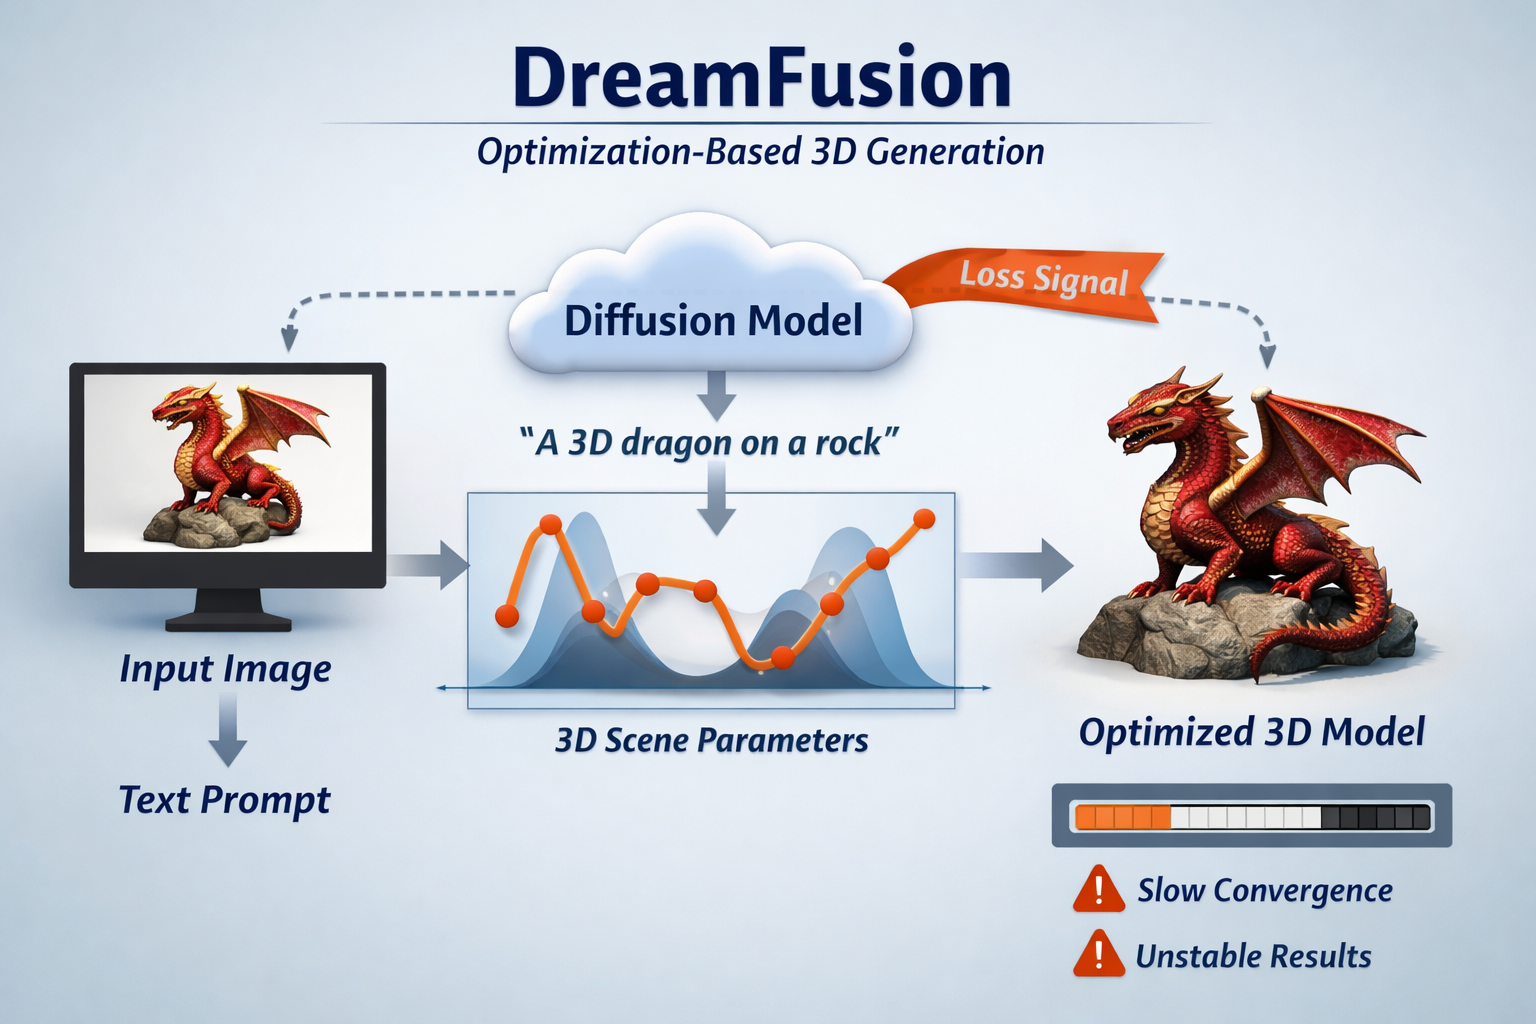 DreamFusion
Optimization-Based 3D Generation
Loss Signal
Diffusion Model
“A 3D dragon on a rock”
Input Image
Text Prompt
3D Scene Parameters
Optimized 3D Model
! Slow Convergence
! Unstable Results